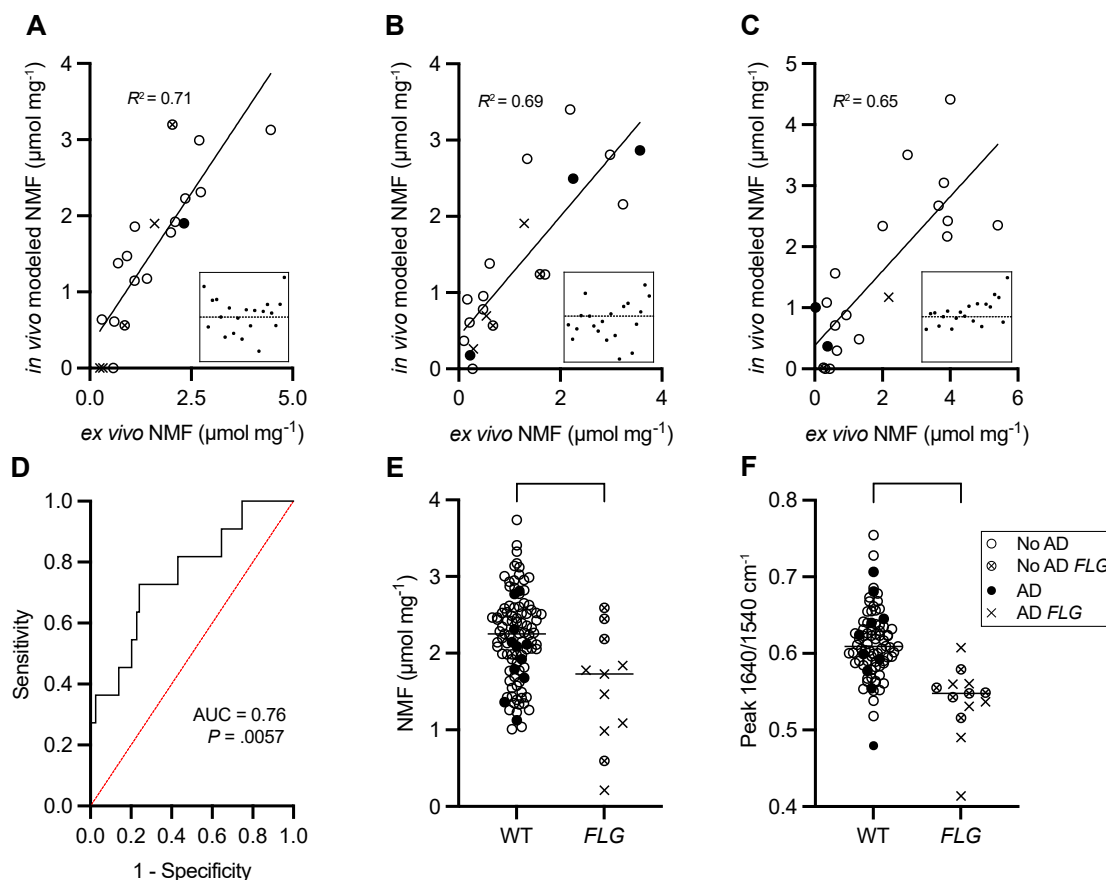 A
in vivo modeled NMF (μmol mg⁻¹)
4
3
2
1
0
R² = 0.71
0.0
2.5
5.0
ex vivo NMF (μmol mg⁻¹)
B
in vivo modeled NMF (μmol mg⁻¹)
4
3
2
1
0
R² = 0.69
0
2
4
ex vivo NMF (μmol mg⁻¹)
C
in vivo modeled NMF (μmol mg⁻¹)
5
4
3
2
1
0
R² = 0.65
0
2
4
6
ex vivo NMF (μmol mg⁻¹)
D
Sensitivity
1.0
0.8
0.6
0.4
0.2
0.0
AUC = 0.76
P = .0057
0.0
0.2
0.4
0.6
0.8
1.0
1 - Specificity
E
NMF (μmol mg⁻¹)
4
3
2
1
0
WT
FLG
F
Peak 1640/1540 cm⁻¹
0.8
0.7
0.6
0.5
0.4
WT
FLG
No AD
No AD FLG
AD
AD FLG